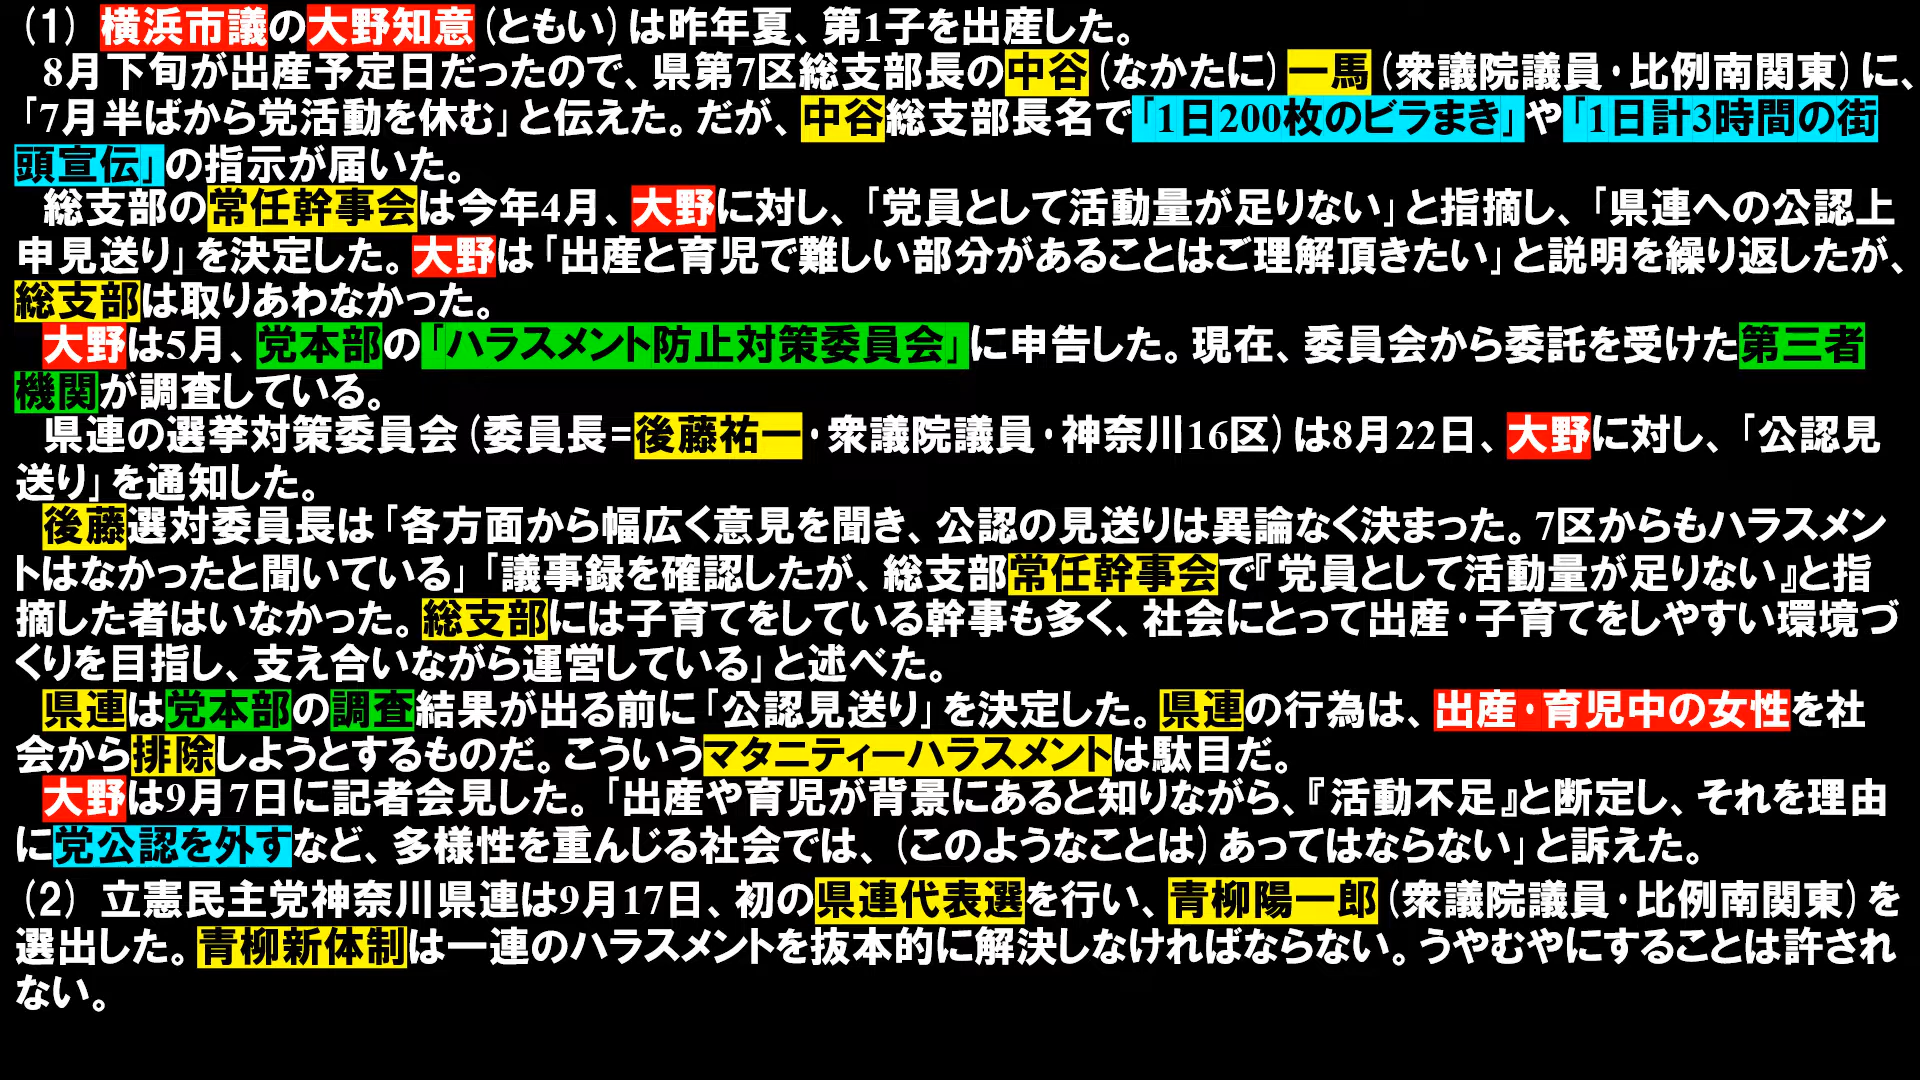 (1) 横浜市議の大野知意(ともい)は昨年夏、第1子を出産した。
8月下旬が出産予定日だったので、県第7区総支部長の中谷(なかたに)一馬(衆議院議員・比例南関東)に、
「7月半ばから党活動を休む」と伝えた。だが、中谷総支部長名で「1日200枚のビラまき」や「1日計3時間の街
頭宣伝」の指示が届いた。
総支部の常任幹事会は今年4月、大野に対し、「党員として活動量が足りない」と指摘し、「県連への公認上
申見送り」を決定した。大野は「出産と育児で難しい部分があることはご理解頂きたい」と説明を繰り返したが、
総支部は取りあわなかった。
大野は5月、党本部の「ハラスメント防止対策委員会」に申告した。現在、委員会から委託を受けた第三者
機関が調査している。
県連の選挙対策委員会(委員長=後藤祐一・衆議院議員・神奈川16区)は8月22日、大野に対し、「公認見
送り」を通知した。
後藤選対委員長は「各方面から幅広く意見を聞き、公認の見送りは異論なく決まった。7区からもハラスメン
トはなかったと聞いている」「議事録を確認したが、総支部常任幹事会で『党員として活動量が足りない』と指
摘した者はいなかった。総支部には子育てをしている幹事も多く、社会にとって出産・子育てをしやすい環境づ
くりを目指し、支え合いながら運営している」と述べた。
県連は党本部の調査結果が出る前に「公認見送り」を決定した。県連の行為は、出産・育児中の女性を社
会から排除しようとするものだ。こういうマタニティーハラスメントは駄目だ。
大野は9月7日に記者会見した。「出産や育児が背景にあると知りながら、『活動不足』と断定し、それを理由
に党公認を外すなど、多様性を重んじる社会では、(このようなことは)あってはならない」と訴えた。
(2) 立憲民主党神奈川県連は9月17日、初の県連代表選を行い、青柳陽一郎(衆議院議員・比例南関東)を
選出した。青柳新体制は一連のハラスメントを抜本的に解決しなければならない。うやむやにすることは許され
ない。